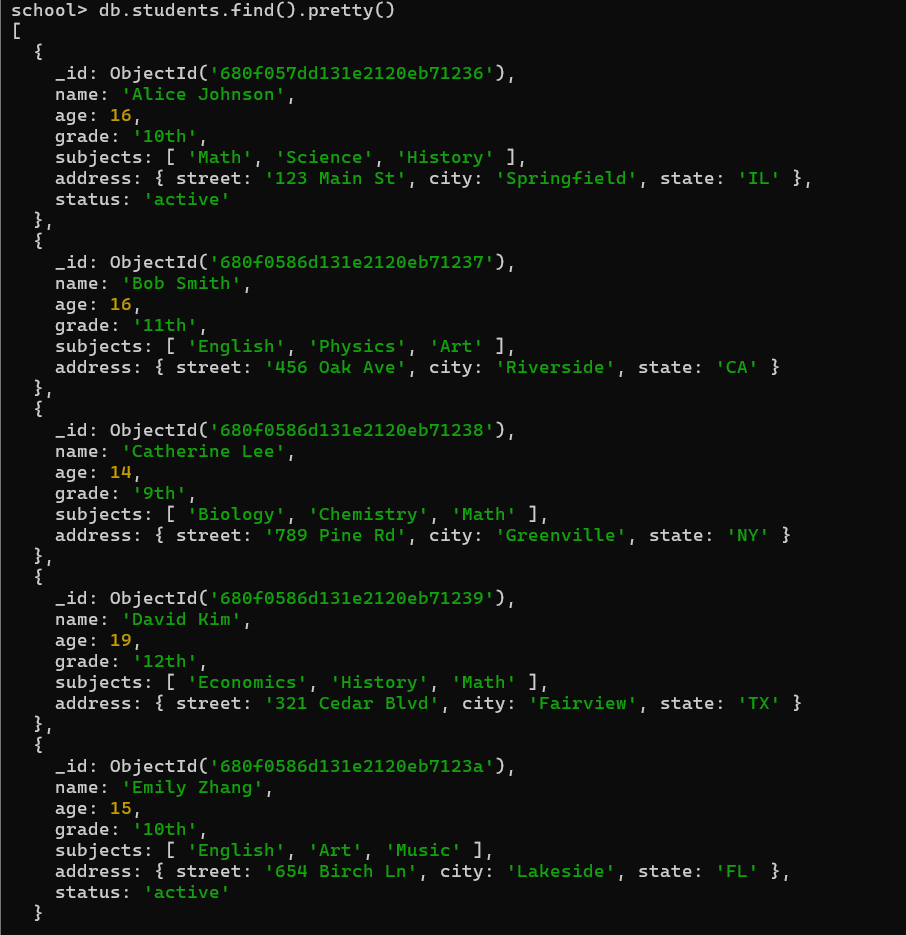 school> db.students.find().pretty()
[
  {
    _id: ObjectId('680f057dd131e2120eb71236'),
    name: 'Alice Johnson',
    age: 16,
    grade: '10th',
    subjects: [ 'Math', 'Science', 'History' ],
    address: { street: '123 Main St', city: 'Springfield', state: 'IL' },
    status: 'active'
  },
  {
    _id: ObjectId('680f0586d131e2120eb71237'),
    name: 'Bob Smith',
    age: 16,
    grade: '11th',
    subjects: [ 'English', 'Physics', 'Art' ],
    address: { street: '456 Oak Ave', city: 'Riverside', state: 'CA' }
  },
  {
    _id: ObjectId('680f0586d131e2120eb71238'),
    name: 'Catherine Lee',
    age: 14,
    grade: '9th',
    subjects: [ 'Biology', 'Chemistry', 'Math' ],
    address: { street: '789 Pine Rd', city: 'Greenville', state: 'NY' }
  },
  {
    _id: ObjectId('680f0586d131e2120eb71239'),
    name: 'David Kim',
    age: 19,
    grade: '12th',
    subjects: [ 'Economics', 'History', 'Math' ],
    address: { street: '321 Cedar Blvd', city: 'Fairview', state: 'TX' }
  },
  {
    _id: ObjectId('680f0586d131e2120eb7123a'),
    name: 'Emily Zhang',
    age: 15,
    grade: '10th',
    subjects: [ 'English', 'Art', 'Music' ],
    address: { street: '654 Birch Ln', city: 'Lakeside', state: 'FL' },
    status: 'active'
  }